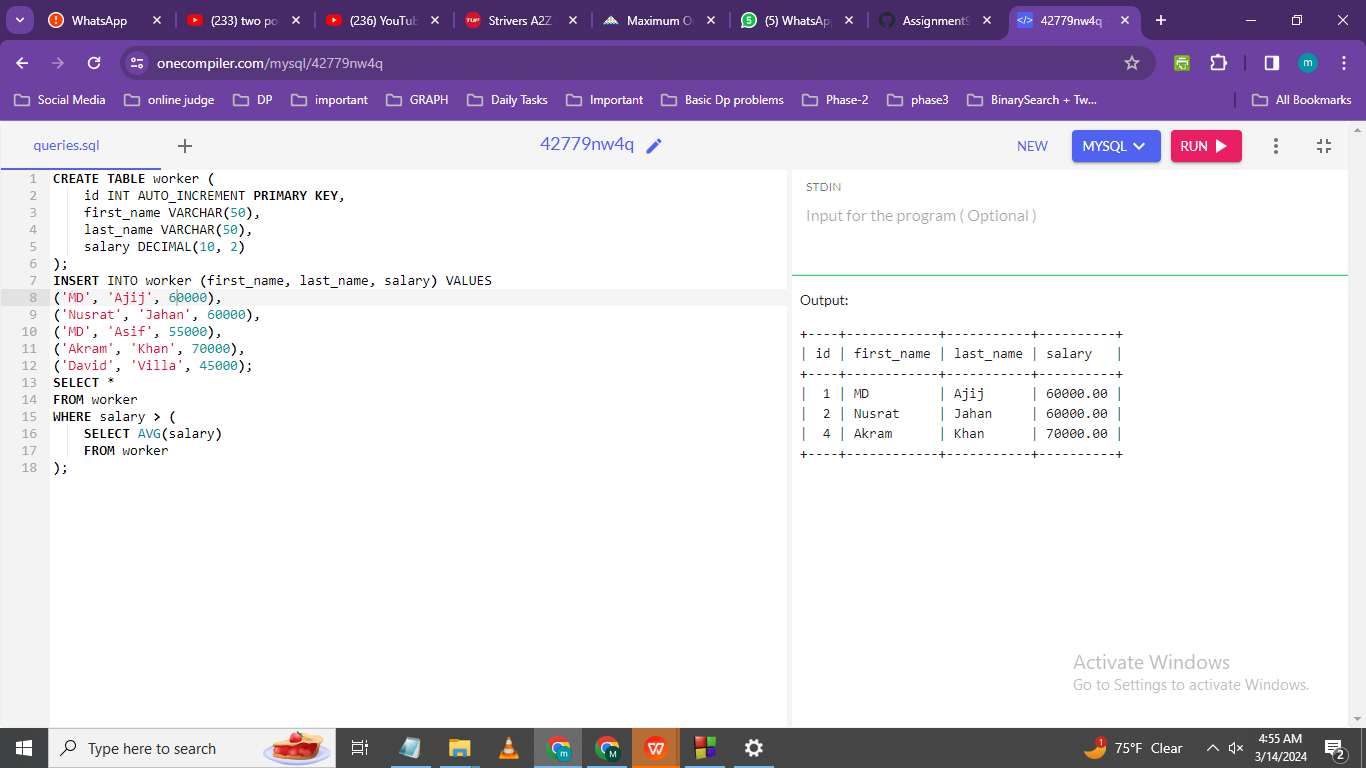 WhatsApp
(233) two po
(236) YouTub
TUF Strivers A2Z
Maximum O
5 (5) WhatsAp
Assignment
</> 42779nw4q
onecompiler.com/mysql/42779nw4q
m
Social Media online judge DP important GRAPH Daily Tasks Important Basic Dp problems Phase-2 phase3 BinarySearch + Tw... All Bookmarks
queries.sql
42779nw4q
NEW MYSQL RUN
1 CREATE TABLE worker (
2 id INT AUTO_INCREMENT PRIMARY KEY,
3 first_name VARCHAR(50),
4 last_name VARCHAR(50),
5 salary DECIMAL(10, 2)
6 );
7 INSERT INTO worker (first_name, last_name, salary) VALUES
8 ('MD', 'Ajij', 60000),
9 ('Nusrat', 'Jahan', 60000),
10 ('MD', 'Asif', 55000),
11 ('Akram', 'Khan', 70000),
12 ('David', 'Villa', 45000);
13 SELECT *
14 FROM worker
15 WHERE salary > (
16 SELECT AVG(salary)
17 FROM worker
18 );
STDIN
Input for the program ( Optional )
Output:
+----+------------+-----------+----------+
| id | first_name | last_name | salary   |
+----+------------+-----------+----------+
|  1 | MD         | Ajij      | 60000.00 |
|  2 | Nusrat     | Jahan     | 60000.00 |
|  4 | Akram      | Khan      | 70000.00 |
+----+------------+-----------+----------+
Activate Windows
Go to Settings to activate Windows.
Type here to search
m
M
W
1
75°F Clear
4:55 AM
3/14/2024
2